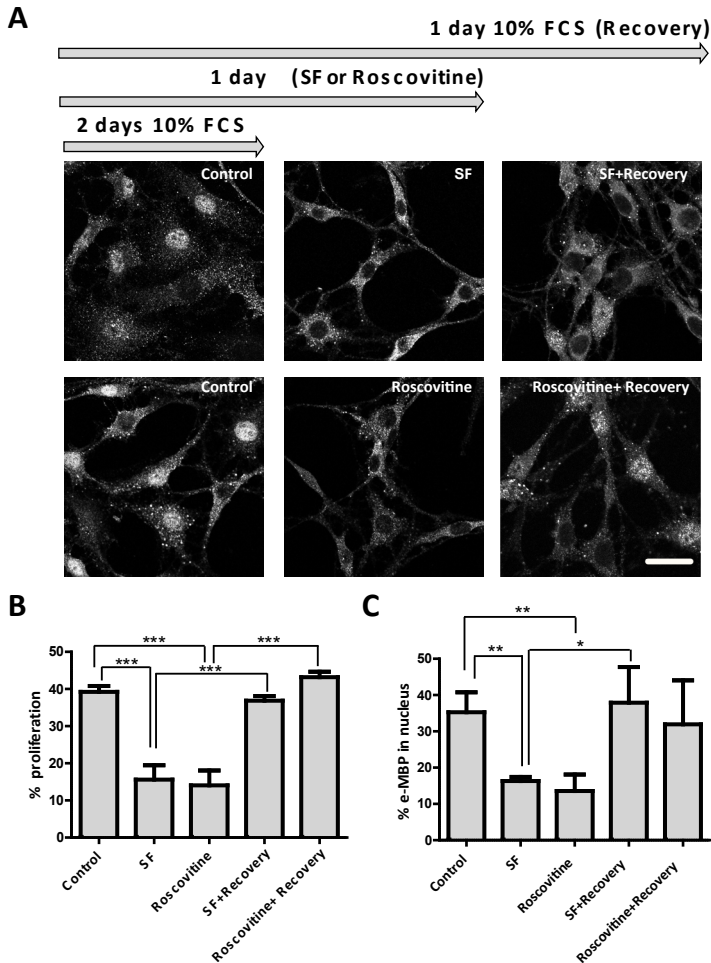 A
1 day 10% FCS (Recovery)
1 day (SF or Roscovitine)
2 days 10% FCS
Control
SF
SF+Recovery
Control
Roscovitine
Roscovitine+ Recovery
B
***
***
***
***
% proliferation
50
40
30
20
10
0
Control
SF
Roscovitine
SF+Recovery
Roscovitine+ Recovery
C
**
**
*
% e-MBP in nucleus
50
40
30
20
10
0
Control
SF
Roscovitine
SF+Recovery
Roscovitine+Recovery